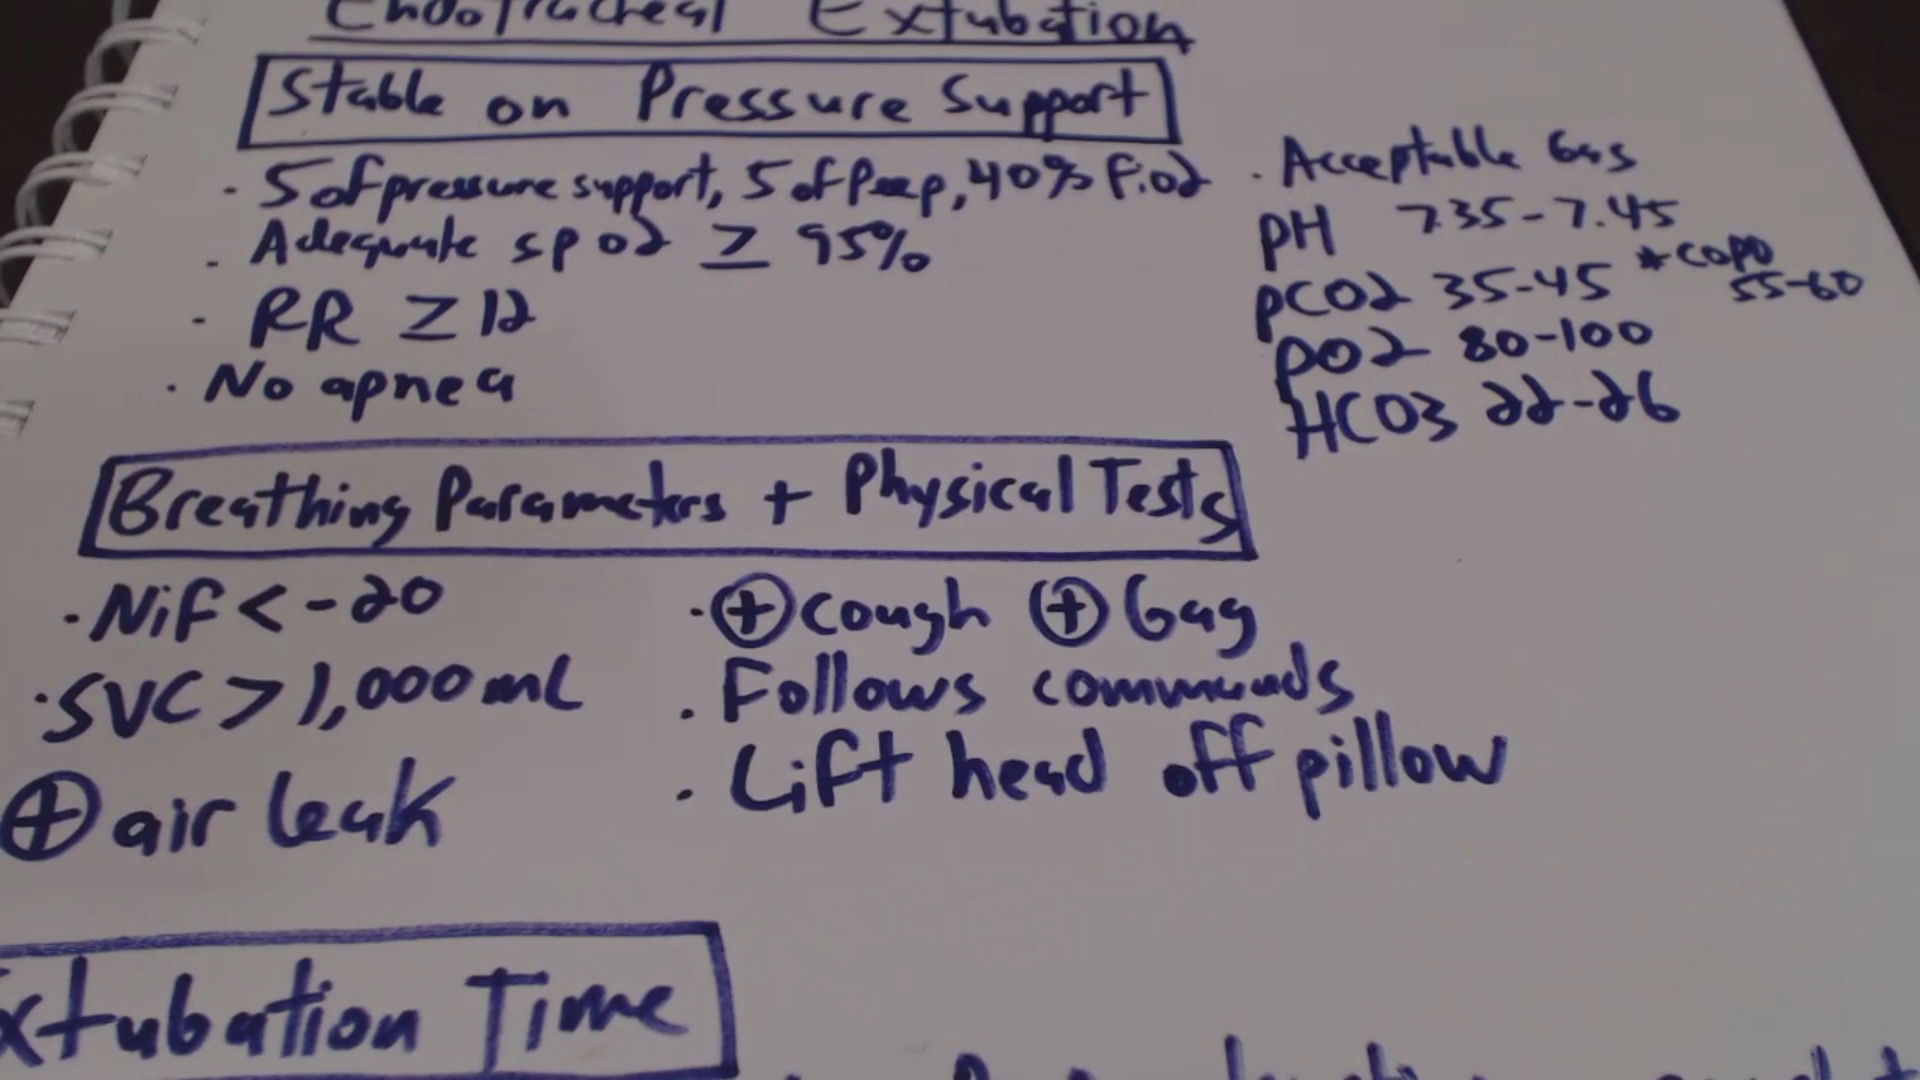 Endotracheal Extubation
Stable on Pressure Support
· 5 of pressure support, 5 of Peep, 40% fio2
· Adequate spo2 ≥ 95%
· RR ≥ 12
· No apnea
· Acceptable Gas
pH 7.35-7.45
pCO2 35-45 *COPD 55-60
pO2 80-100
HCO3 22-26
Breathing Parameters + Physical Tests
· Nif < -20
· SVC > 1,000 mL
⊕ air leak
· ⊕ cough ⊕ Gag
· Follows commands
· Lift head off pillow
xtubation Time